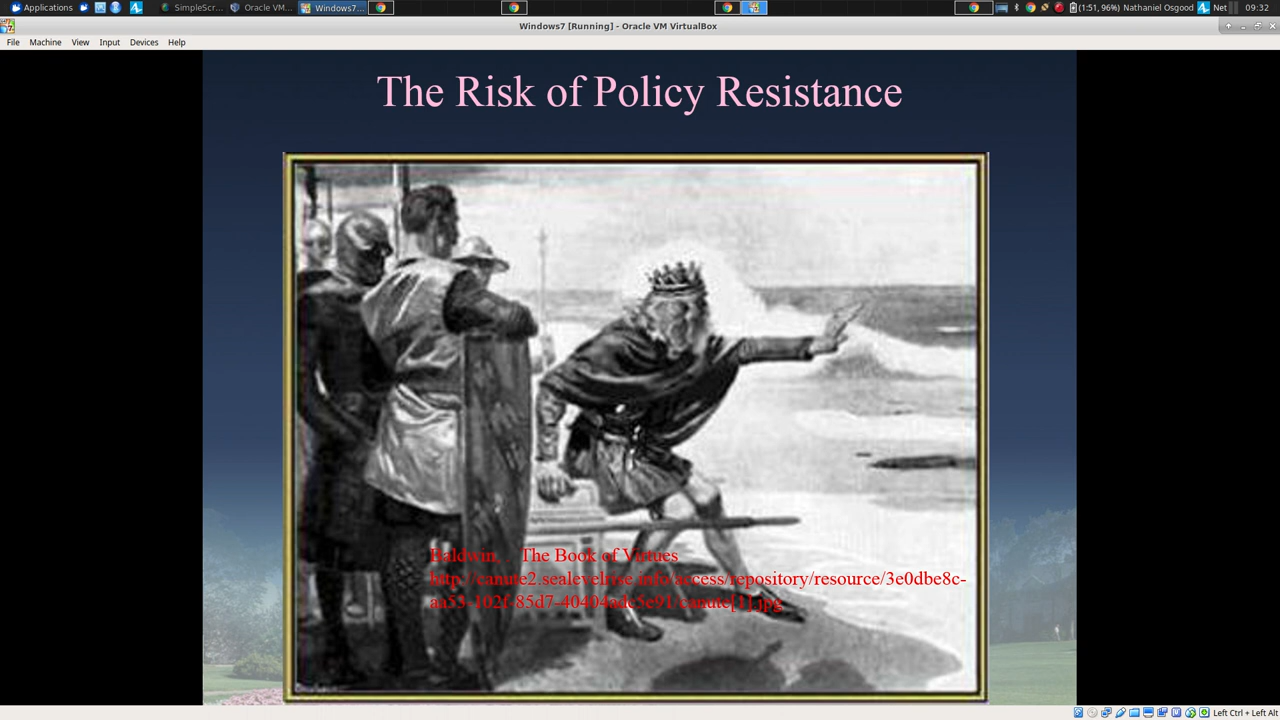 Applications
SimpleScr...
Oracle VM...
Windows7...
(1:51, 96%) Nathaniel Osgood
Net
09:32
Windows7 [Running] - Oracle VM VirtualBox
File Machine View Input Devices Help
The Risk of Policy Resistance
Baldwin, . The Book of Virtues
http://canute2.sealevelrise.info/access/repository/resource/3e0dbe8c-
aa53-102f-85d7-40404adc5e91/canute[1].jpg
Left Ctrl + Left Alt